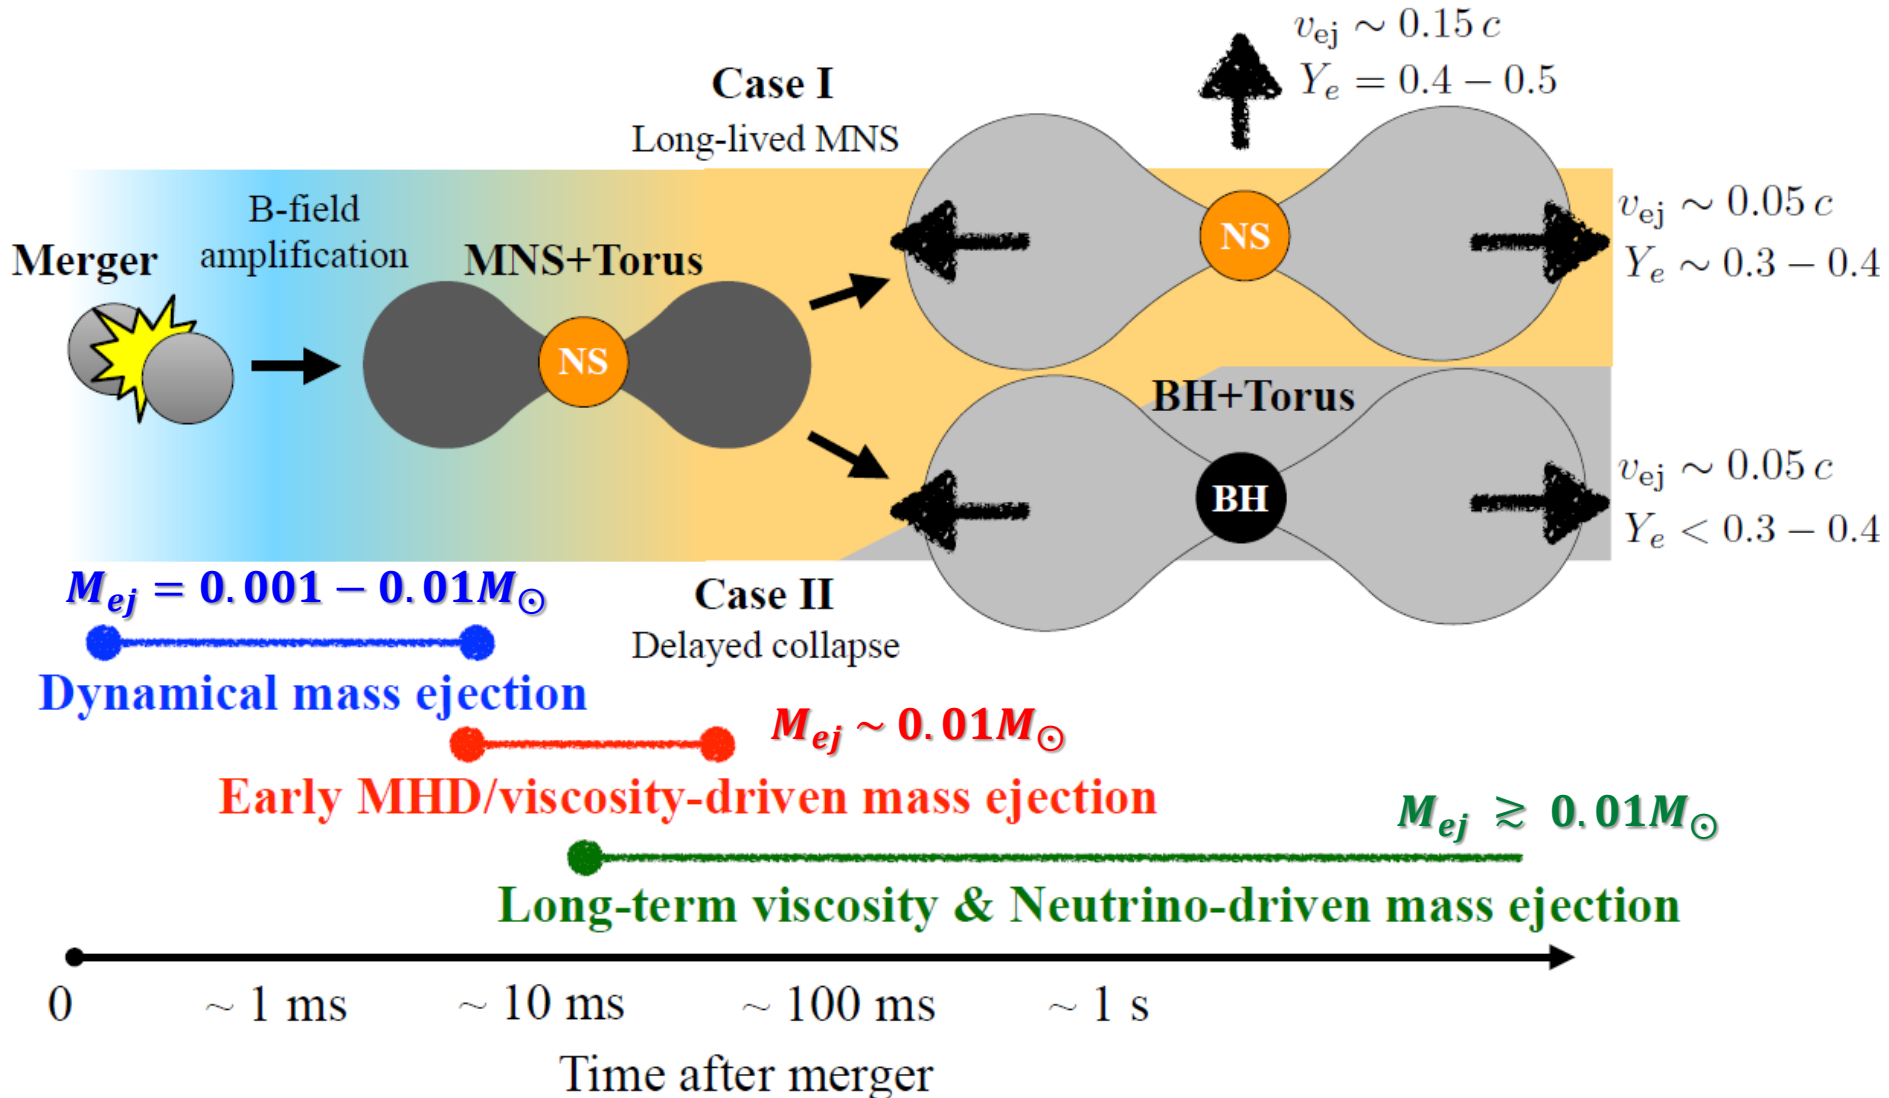 v_ej ∼ 0.15 c
Y_e = 0.4 − 0.5
Case I
Long-lived MNS
B-field
amplification
Merger
MNS+Torus
NS
NS
v_ej ∼ 0.05 c
Y_e ∼ 0.3 − 0.4
BH+Torus
BH
v_ej ∼ 0.05 c
Y_e < 0.3 − 0.4
M_ej = 0.001 − 0.01M_⊙
Case II
Delayed collapse
Dynamical mass ejection
M_ej ~ 0.01M_⊙
Early MHD/viscosity-driven mass ejection
M_ej ≳ 0.01M_⊙
Long-term viscosity & Neutrino-driven mass ejection
0 ~ 1 ms ~ 10 ms ~ 100 ms ~ 1 s
Time after merger